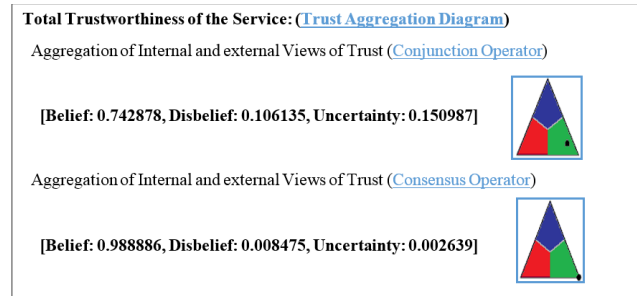 Total Trustworthiness of the Service: (Trust Aggregation Diagram)
Aggregation of Internal and external Views of Trust (Conjunction Operator)
[Belief: 0.742878, Disbelief: 0.106135, Uncertainty: 0.150987]
Aggregation of Internal and external Views of Trust (Consensus Operator)
[Belief: 0.988886, Disbelief: 0.008475, Uncertainty: 0.002639]